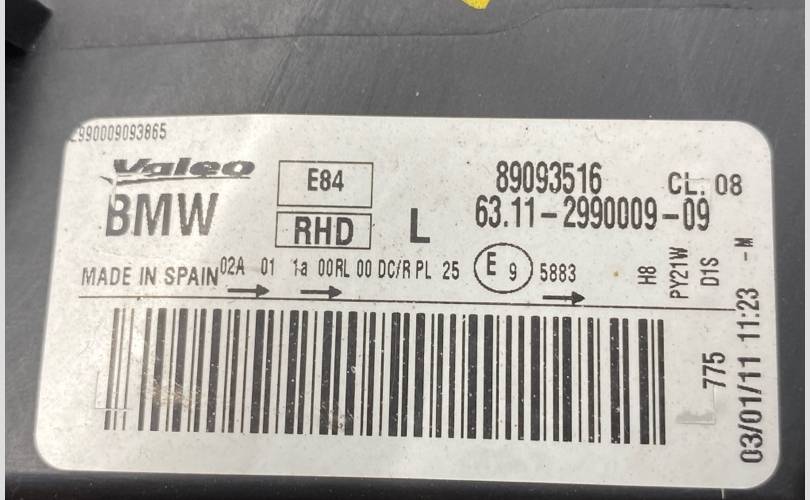 2990009093865
Valeo
BMW
E84
RHD
L
89093516
CL. 08
63.11-2990009-09
MADE IN SPAIN
02A 01 1a 00RL 00 DC/R PL 25
E 9
5883
H8
PY21W
D1S
775
03/01/11 11:23 -M